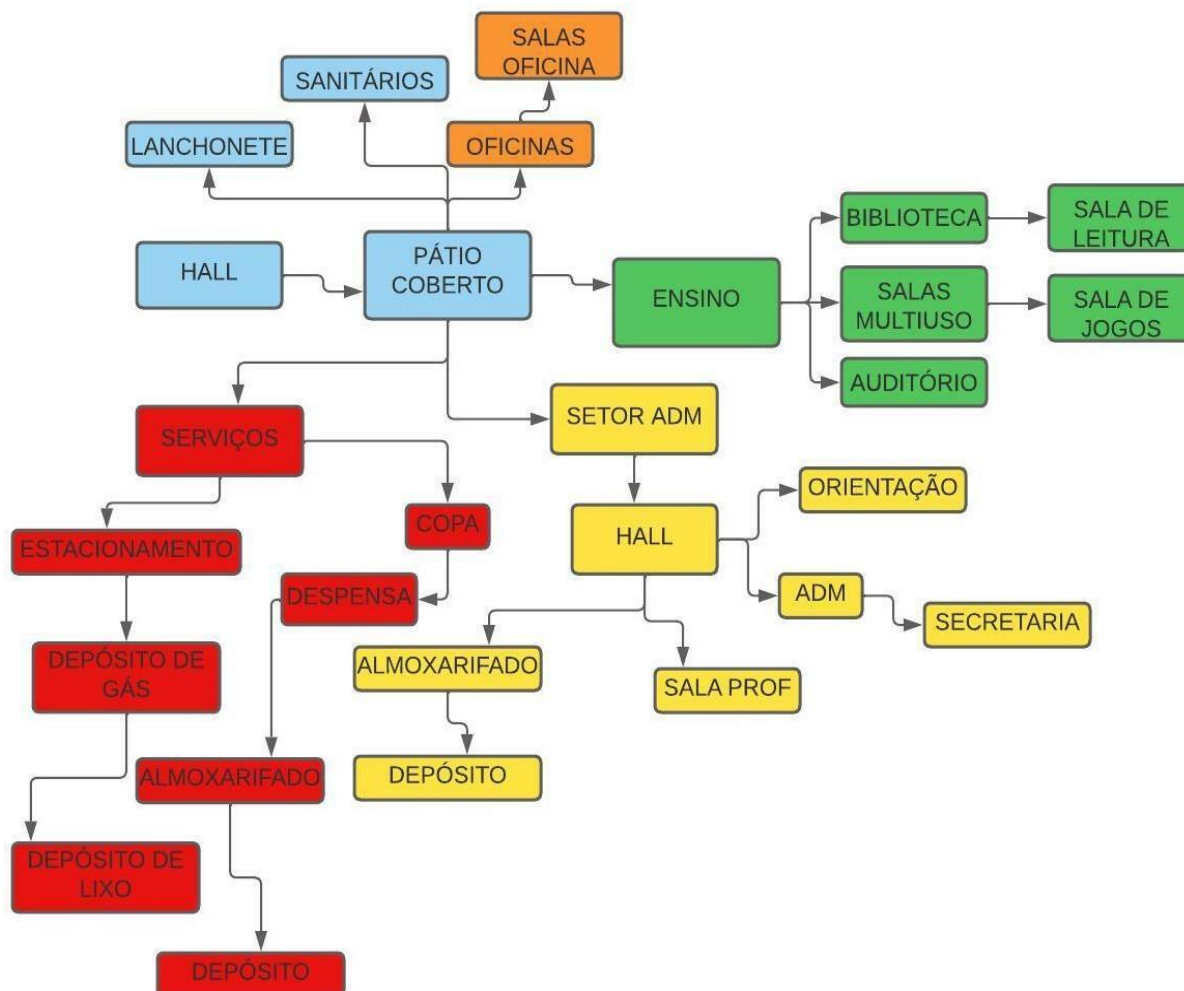 SALAS
OFICINA
SANITÁRIOS
LANCHONETE
OFICINAS
BIBLIOTECA
SALA DE
LEITURA
HALL
PÁTIO
COBERTO
ENSINO
SALAS
MULTIUSO
SALA DE
JOGOS
AUDITÓRIO
SERVIÇOS
SETOR ADM
ORIENTAÇÃO
COPA
HALL
ESTACIONAMENTO
DESPENSA
ADM
SECRETARIA
DEPÓSITO DE
GÁS
ALMOXARIFADO
SALA PROF
ALMOXARIFADO
DEPÓSITO
DEPÓSITO DE
LIXO
DEPÓSITO